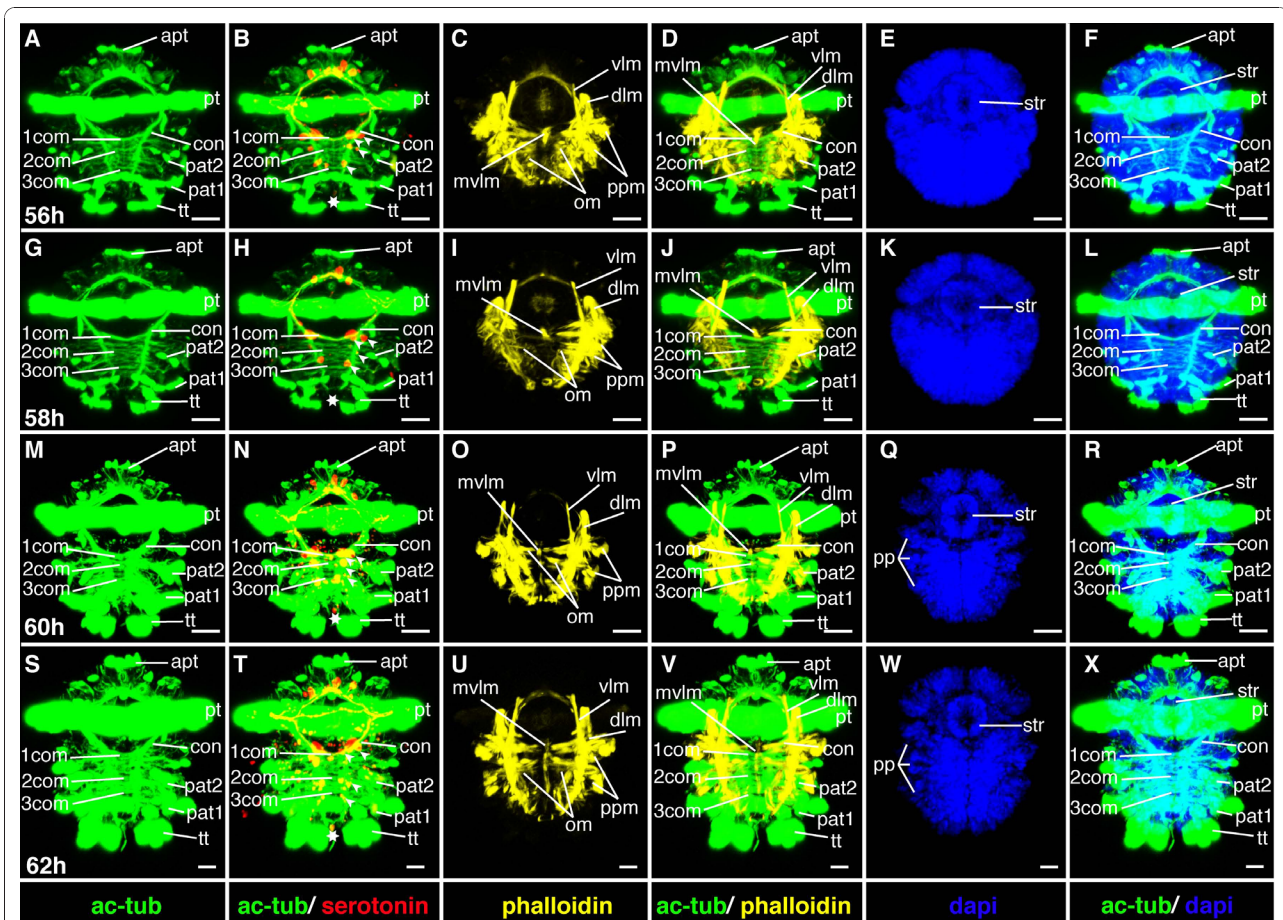 A apt B apt C D E F apt
vlm mvlm vlm str
dlm dlm
pt pt str pt
1com con 1com con 1com con 1com con
2com pat2 2com pat2 2com pat2 2com pat2
3com pat1 3com pat1 mvlm ppm 3com pat1 3com pat1
om
56h tt tt tt tt
G apt H apt I J K L apt
vlm mvlm vlm str
mvlm dlm dlm
pt pt pt str pt
1com con 1com con 1com con 1com con
2com pat2 2com pat2 2com pat2 2com pat2
3com pat1 3com pat1 ppm 3com pat1 3com pat1
om
58h tt tt tt tt
M apt N apt O P apt Q R apt
mvlm vlm mvlm vlm str
dlm dlm
pt pt pt str pt
1com con 1com con 1com con 1com con
2com pat2 2com pat2 2com pat2 pp 2com pat2
3com pat1 3com pat1 ppm 3com pat1 3com pat1
om
60h tt tt tt tt
S apt T apt U V W X apt
mvlm vlm mvlm vlm str
dlm dlm
pt pt pt str pt
1com con 1com con 1com con 1com con
2com pat2 2com pat2 2com pat2 pp 2com pat2
3com pat1 3com pat1 ppm 3com pat1 3com pat1
om
62h tt tt tt tt
ac-tub ac-tub/ serotonin phalloidin ac-tub/ phalloidin dapi ac-tub/ dapi